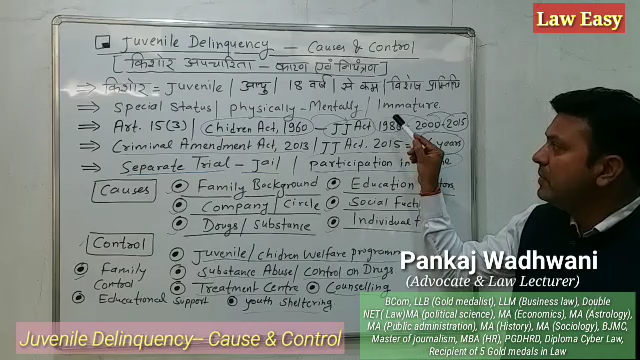 Law Easy
Juvenile Delinquency — Causes & Control
किशोर अपचारिता — कारण एवं नियंत्रण
⇒ किशोर = Juvenile / आयु / 18 वर्ष से कम / विशेष
⇒ Special Status / physically - Mentally / Immature.
⇒ Art. 15(3) / Chidren Act, 1960 — JJ Act 2000 - 2015
⇒ Criminal Amendment Act, 2013 / JJ Act. 2015 = years
⇒ Separate Trial - Jail / participation in
Causes
Family Background
Education
Company / Circle
Social
Drugs / Substance
Individual
Control
Juvenile / Chidren Welfare
Family Control
Substance Abuse / Control on Drugs
Treatment Centre
Counselling
Educational Support
youth sheltering
Pankaj Wadhwani
(Advocate & Law Lecturer)
BCom, LLB (Gold medalist), LLM (Business law), Double
NET( Law)MA (political science), MA (Economics), MA (Astrology),
MA (Public administration), MA (History), MA (Sociology), BJMC,
Master of journalism, MBA (HR), PGDHRD, Diploma Cyber Law,
Recipient of 5 Gold medals in Law
Juvenile Delinquency-- Cause & Control